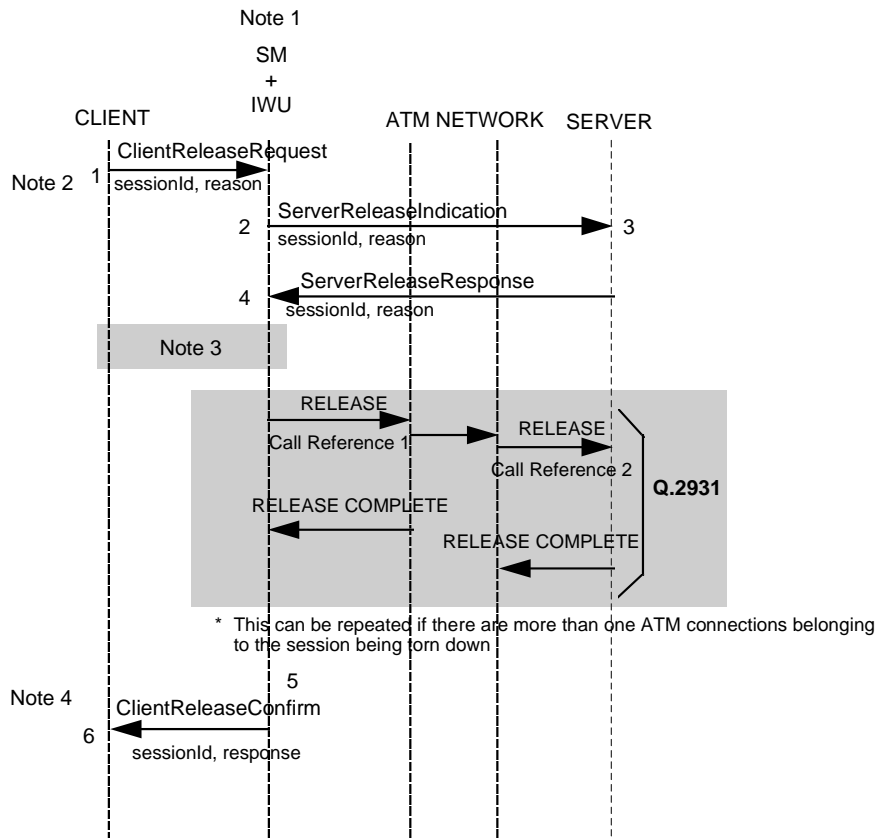 Note 1
SM
+
IWU
CLIENT
ATM NETWORK
SERVER
ClientReleaseRequest
Note 2
1
sessionId, reason
ServerReleaseIndication
2
3
sessionId, reason
ServerReleaseResponse
4
sessionId, reason
Note 3
RELEASE
Call Reference 1
RELEASE
Call Reference 2
Q.2931
RELEASE COMPLETE
RELEASE COMPLETE
* This can be repeated if there are more than one ATM connections belonging
to the session being torn down
5
Note 4
ClientReleaseConfirm
6
sessionId, response